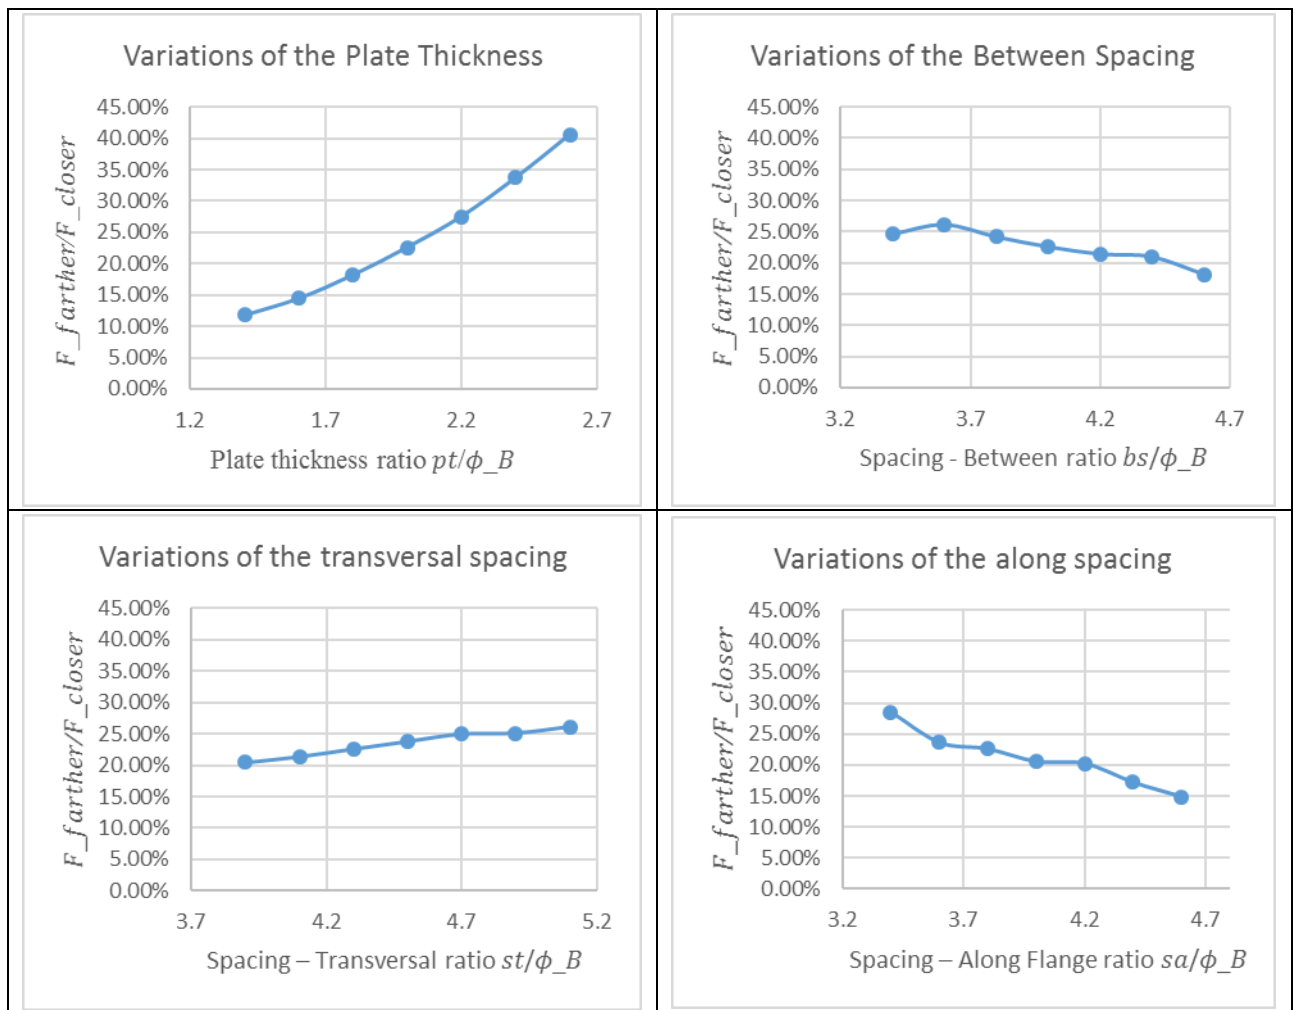 Variations of the Plate Thickness
F_farther/F_closer
45.00%
40.00%
35.00%
30.00%
25.00%
20.00%
15.00%
10.00%
5.00%
0.00%
1.2 1.7 2.2 2.7
Plate thickness ratio pt/ϕ_B
Variations of the Between Spacing
F_farther/F_closer
45.00%
40.00%
35.00%
30.00%
25.00%
20.00%
15.00%
10.00%
5.00%
0.00%
3.2 3.7 4.2 4.7
Spacing - Between ratio bs/ϕ_B
Variations of the transversal spacing
F_farther/F_closer
45.00%
40.00%
35.00%
30.00%
25.00%
20.00%
15.00%
10.00%
5.00%
0.00%
3.7 4.2 4.7 5.2
Spacing – Transversal ratio st/ϕ_B
Variations of the along spacing
F_farther/F_closer
45.00%
40.00%
35.00%
30.00%
25.00%
20.00%
15.00%
10.00%
5.00%
0.00%
3.2 3.7 4.2 4.7
Spacing – Along Flange ratio sa/ϕ_B